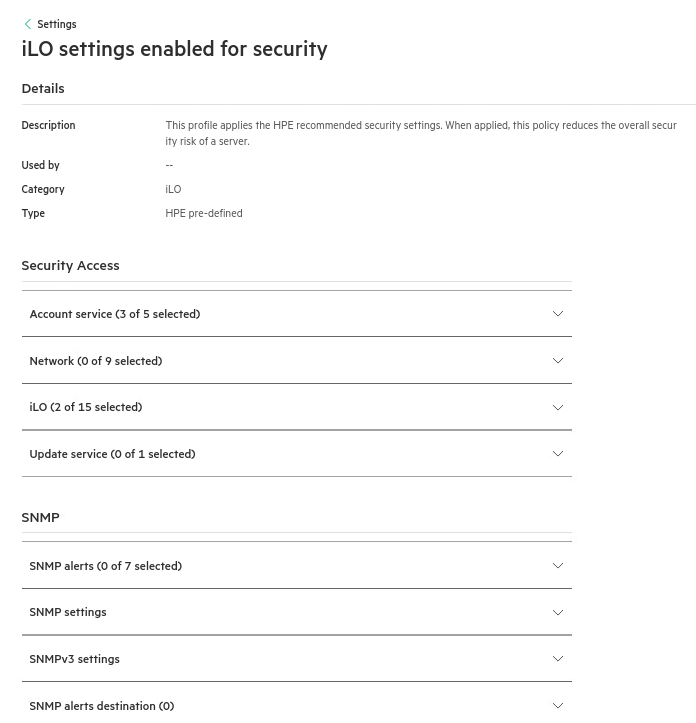 Settings
iLO settings enabled for security
Details
Description
This profile applies the HPE recommended security settings. When applied, this policy reduces the overall secur
ity risk of a server.
Used by
--
Category
iLO
Type
HPE pre-defined
Security Access
Account service (3 of 5 selected)
Network (0 of 9 selected)
iLO (2 of 15 selected)
Update service (0 of 1 selected)
SNMP
SNMP alerts (0 of 7 selected)
SNMP settings
SNMPv3 settings
SNMP alerts destination (0)